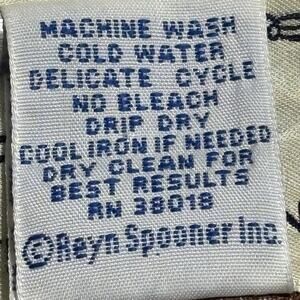 MACHINE WASH
COLD WATER
DELICATE CYCLE
NO BLEACH
DRIP DRY
COOL IRON IF NEEDED
DRY CLEAN FOR
BEST RESULTS
RN 38018
©Reyn Spooner Inc.